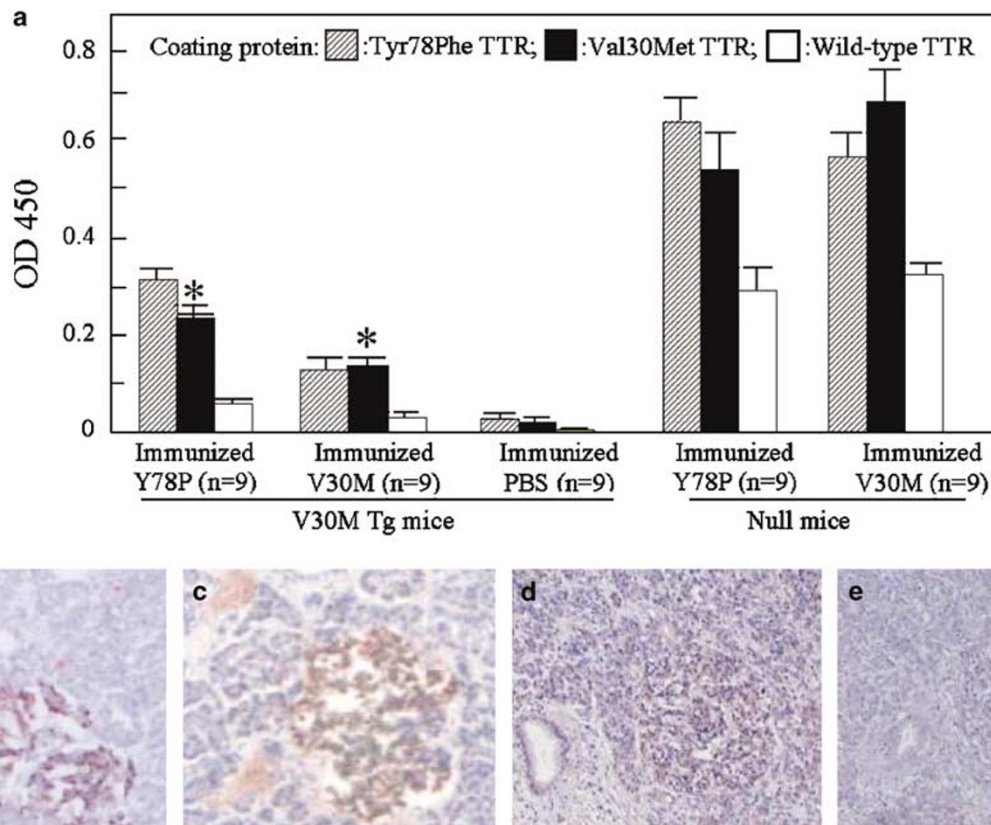 a
Coating protein: :Tyr78Phe TTR; :Val30Met TTR; :Wild-type TTR
OD 450
0.8
0.6
0.4
0.2
0
*
*
Immunized Y78P (n=9)
Immunized V30M (n=9)
Immunized PBS (n=9)
Immunized Y78P (n=9)
Immunized V30M (n=9)
V30M Tg mice
Null mice
c
d
e